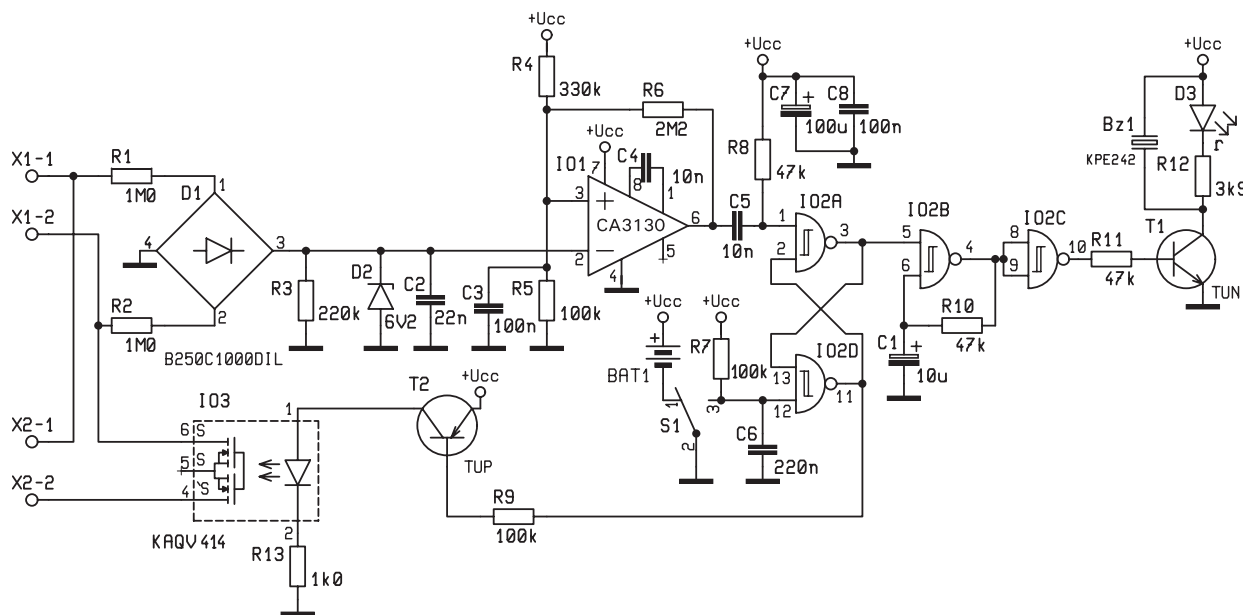 +Ucc
R4
330k
R6
2M2
+Ucc
C7
+
C8
100u
100n
+Ucc
D3
Bz1
KPE242
R12
3k9
X1-1
R1
1M0
1
D1
X1-2
4
3
R2
1M0
2
B250C1000DIL
R3
220k
D2
6V2
C2
22n
C3
100n
R5
100k
+Ucc
IO1
7
C4
8
10n
1
3
+
CA3130
6
−
2
5
4
C5
10n
R8
47k
IO2A
1
2
3
IO2B
5
6
4
IO2C
8
9
10
R11
47k
T1
TUN
R10
47k
C1
+
10u
+Ucc
+
BAT1
+Ucc
R7
100k
IO2D
13
12
11
S1
1
3
2
C6
220n
T2
+Ucc
TUP
R9
100k
X2-1
X2-2
IO3
1
6
S
5
S
4
S
2
KAQV414
R13
1k0